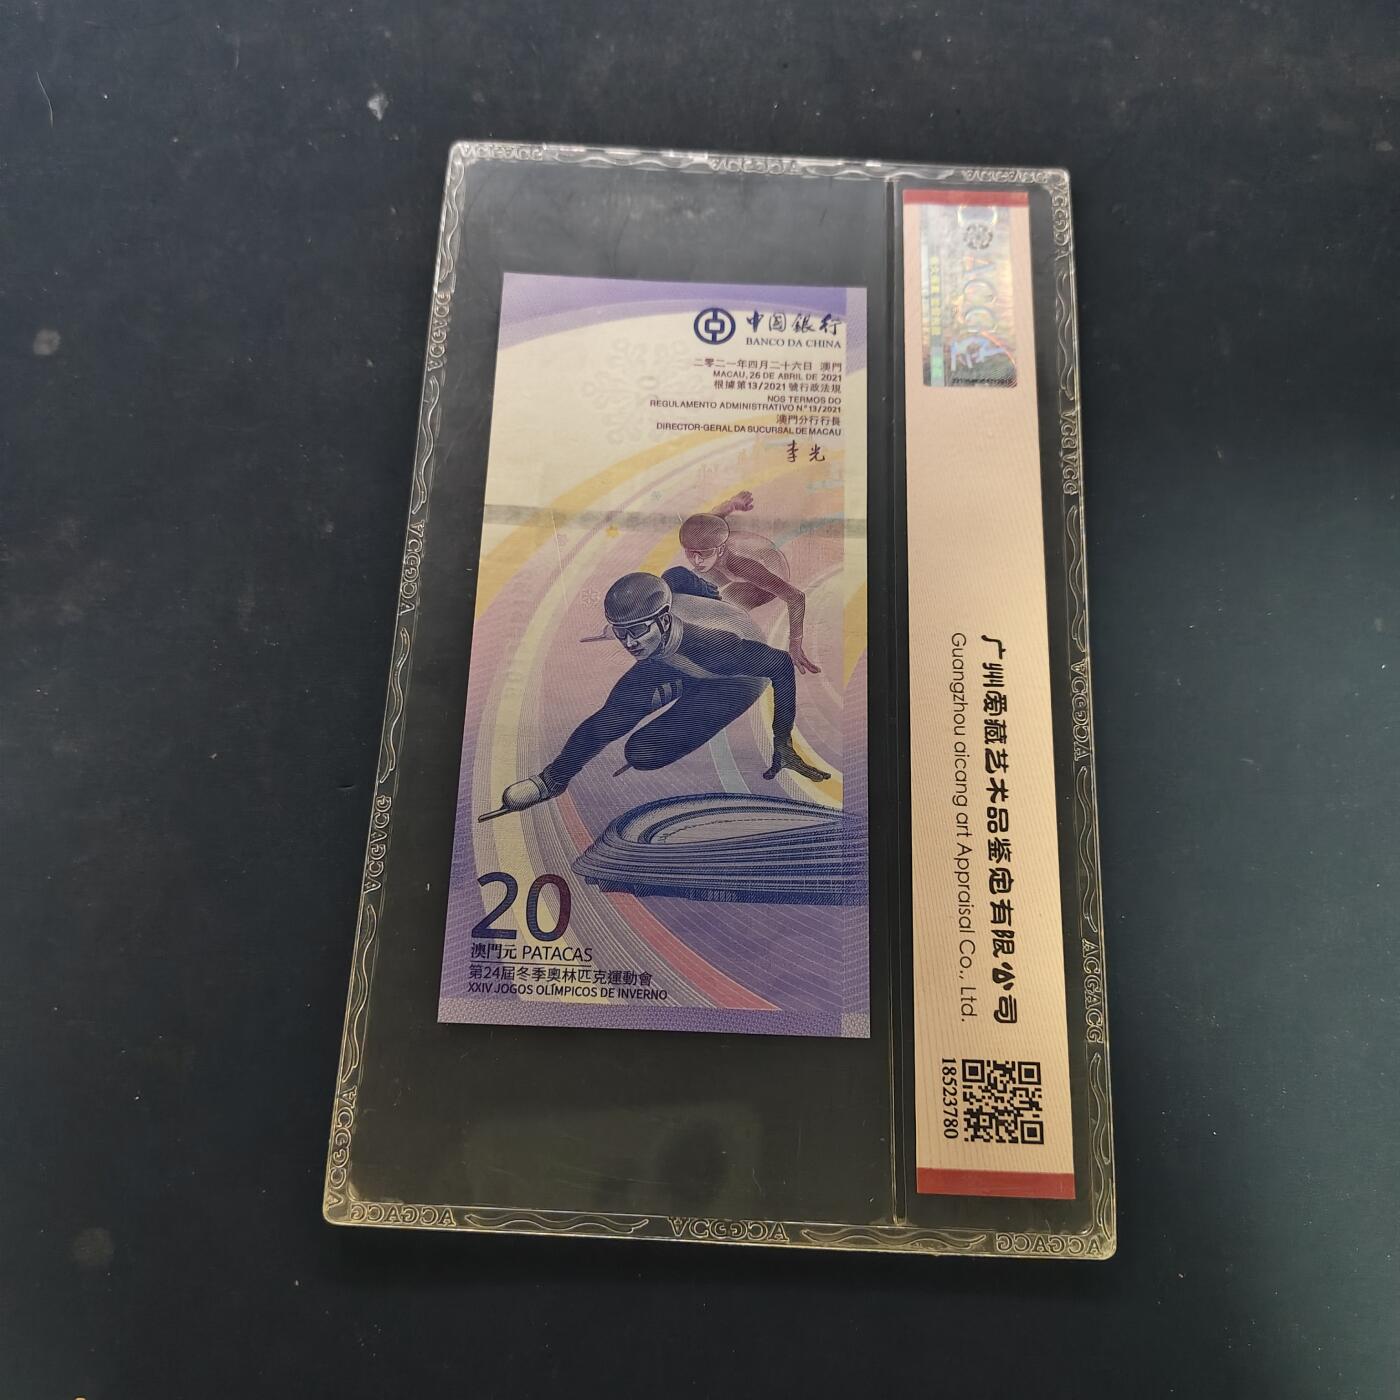 中国銀行
BANCO DA CHINA
二零二一年四月二十六日 澳門
MACAU, 26 DE ABRIL DE 2021
根據第13/2021號行政法規
NOS TERMOS DO
REGULAMENTO ADMINISTRATIVO N.º 13/2021
澳門分行行長
DIRECTOR-GERAL DA SUCURSAL DE MACAU
李光
20
澳門元 PATACAS
第24屆冬季奧林匹克運動會
XXIV JOGOS OLÍMPICOS DE INVERNO
ACG
广州爱藏艺术品鉴定有限公司
Guangzhou aicang art Appraisal Co., Ltd.
18523780